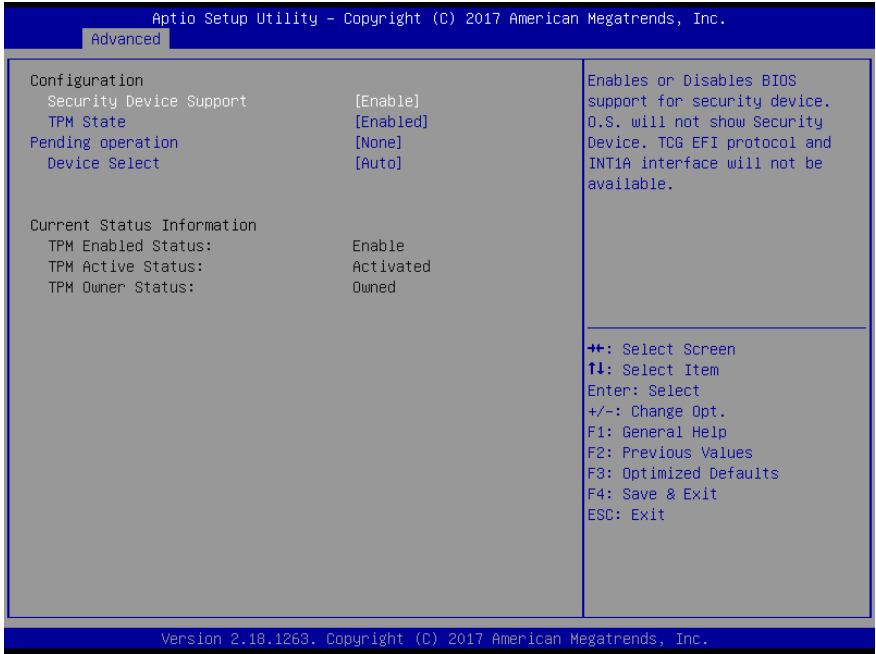 Aptio Setup Utility – Copyright (C) 2017 American Megatrends, Inc.
Advanced
Configuration
Security Device Support [Enable]
TPM State [Enabled]
Pending operation [None]
Device Select [Auto]
Current Status Information
TPM Enabled Status: Enable
TPM Active Status: Activated
TPM Owner Status: Owned
Enables or Disables BIOS
support for security device.
O.S. will not show Security
Device. TCG EFI protocol and
INT1A interface will not be
available.
→←: Select Screen
↑↓: Select Item
Enter: Select
+/-: Change Opt.
F1: General Help
F2: Previous Values
F3: Optimized Defaults
F4: Save & Exit
ESC: Exit
Version 2.18.1263. Copyright (C) 2017 American Megatrends, Inc.